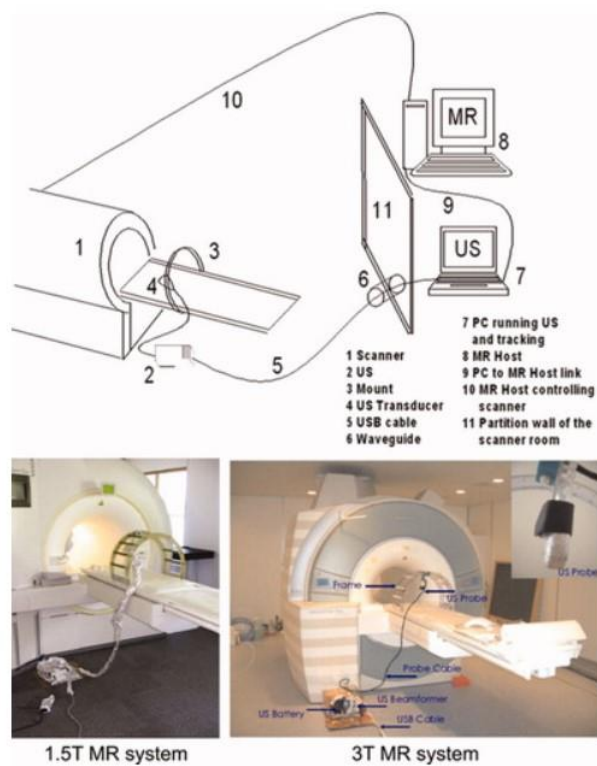 10
MR
8
1
3
4
11
9
US
6
7
2
5
1 Scanner
2 US
3 Mount
4 US Transducer
5 USB cable
6 Waveguide
7 PC running US
and tracking
8 MR Host
9 PC to MR Host link
10 MR Host controlling
scanner
11 Partition wall of the
scanner room
US Probe
Frame
US Probe
Probe Cable
US Battery
US Beamformer
USB Cable
1.5T MR system
3T MR system